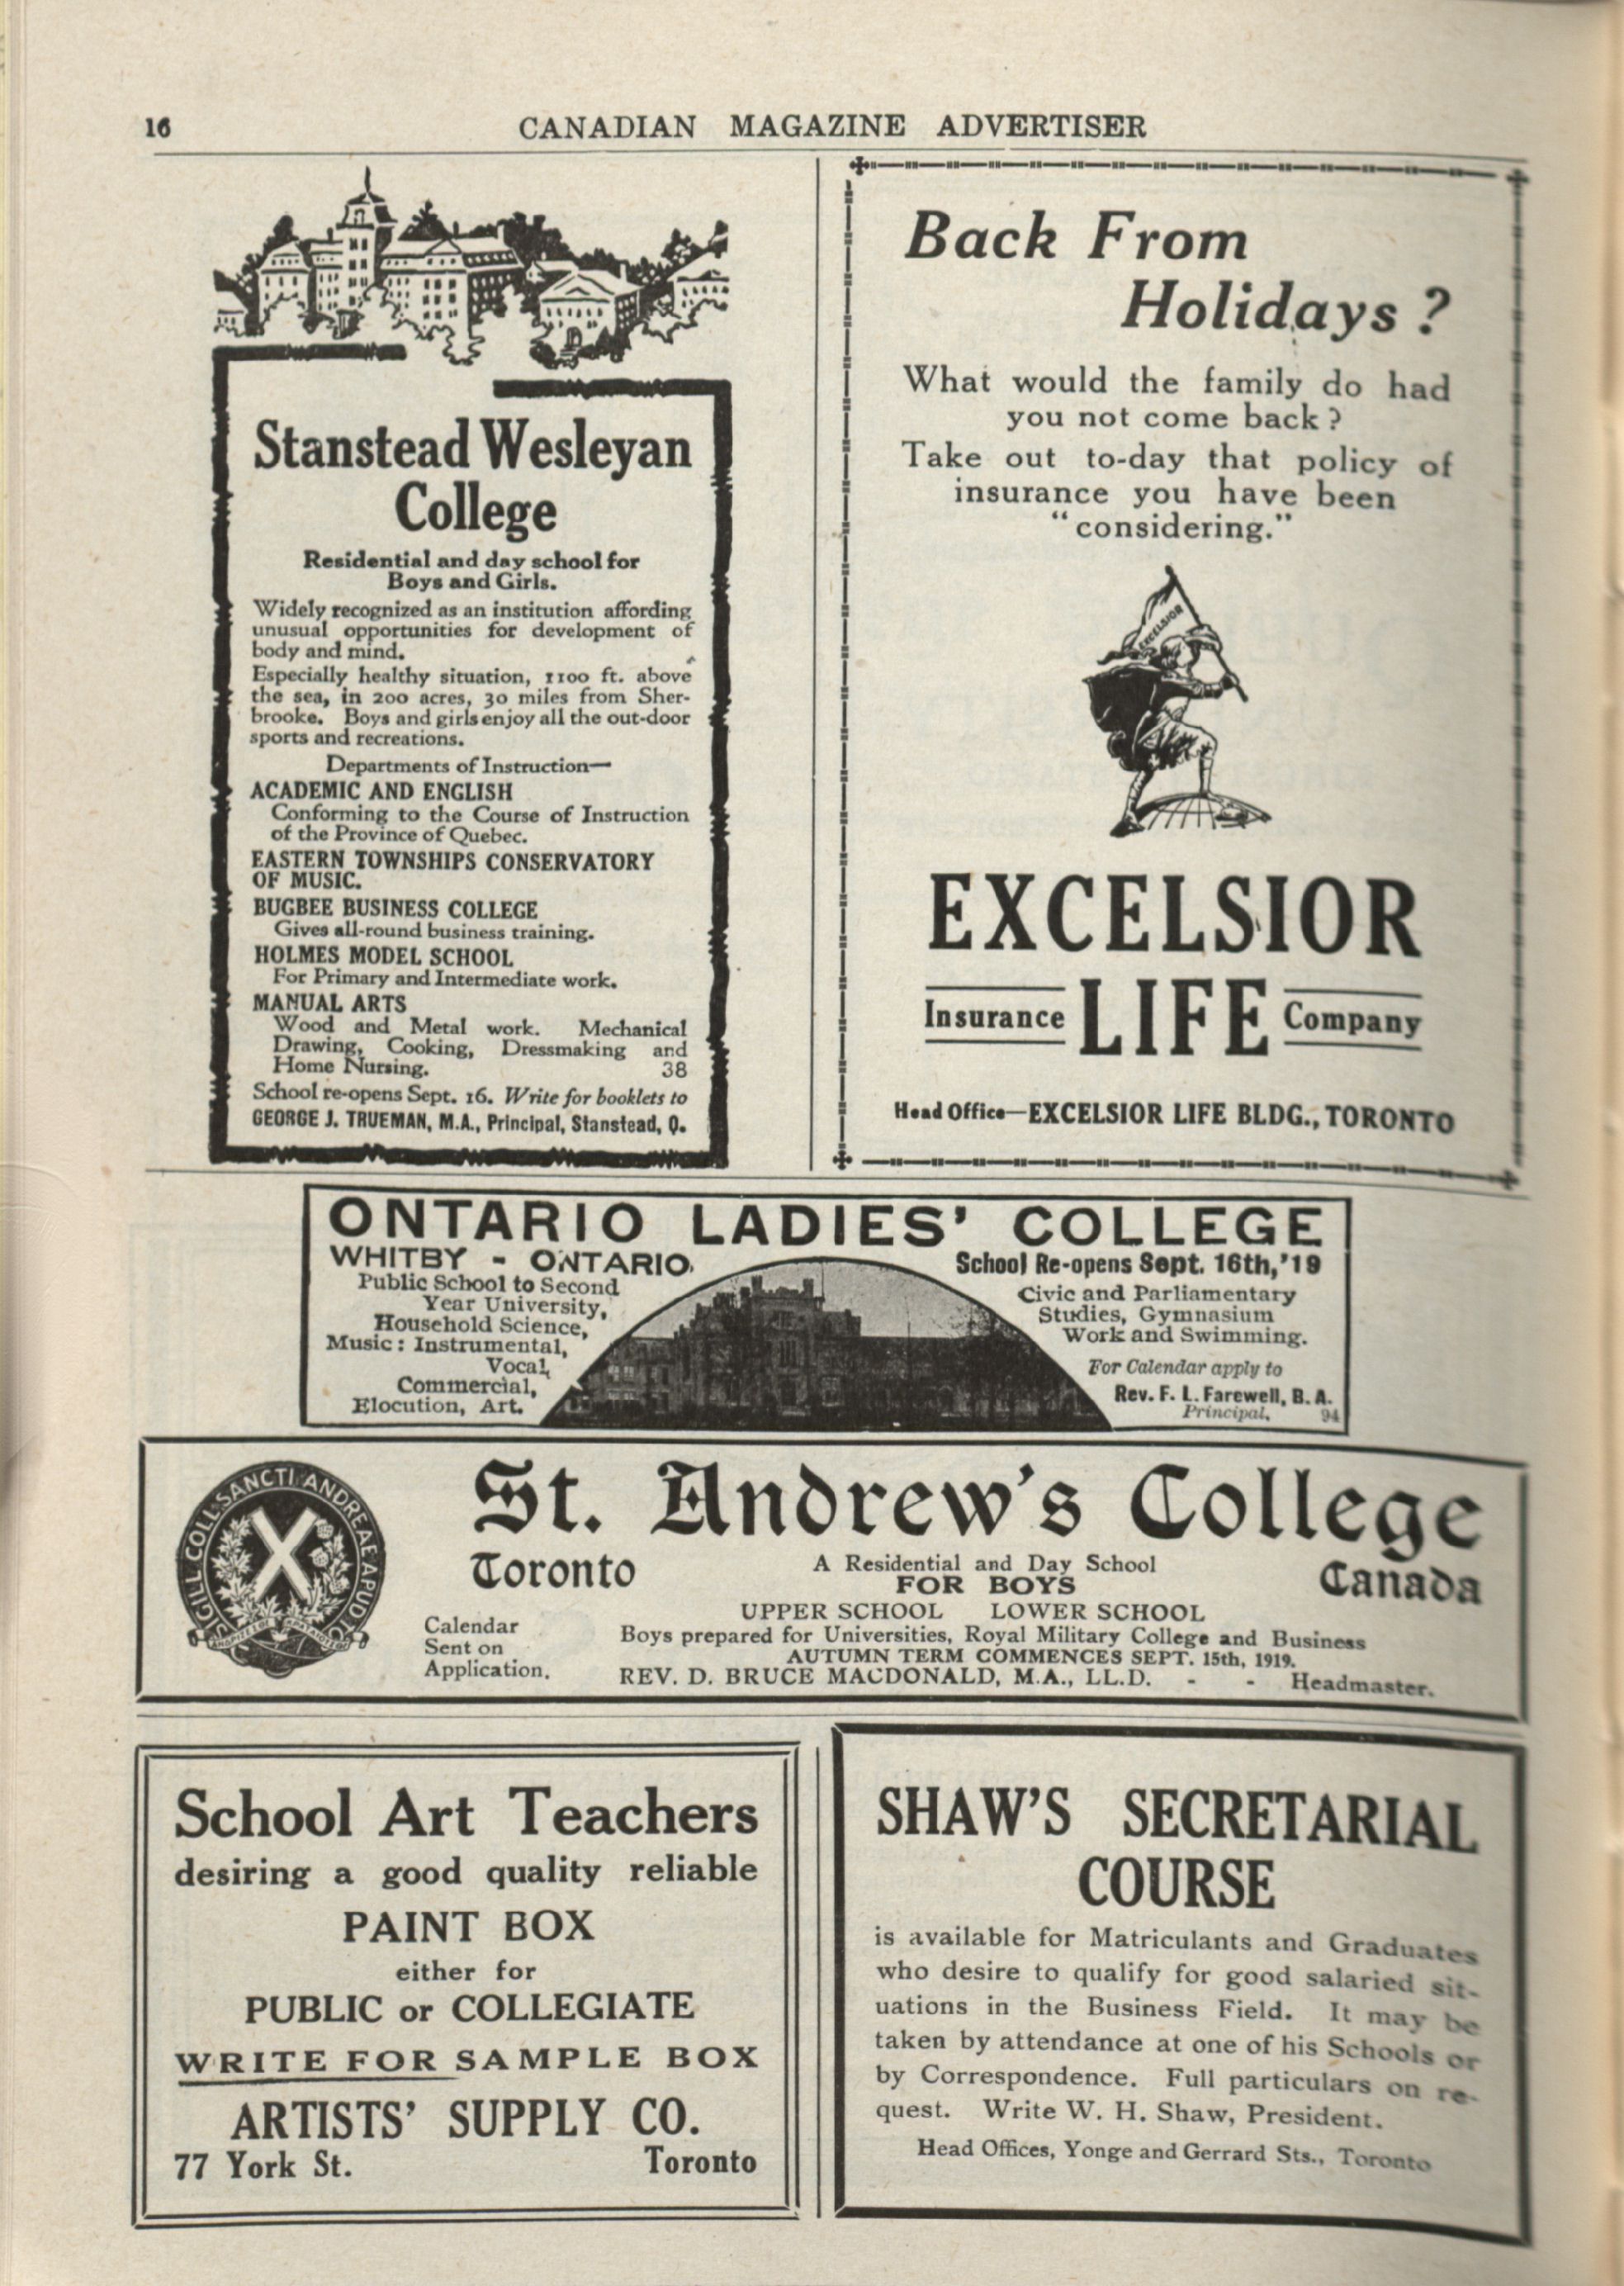 16
CANADIAN MAGAZINE ADVERTISER
Stanstead Wesleyan
College
Residential and day school for
Boys and Girls.
Widely recognized as an institution affording
unusual opportunities for development of
body and mind.
Especially healthy situation, 1100 ft. above
the sea, in 200 acres, 30 miles from Sher-
brooke. Boys and girls enjoy all the out-door
sports and recreations.
Departments of Instruction—
ACADEMIC AND ENGLISH
Conforming to the Course of Instruction
of the Province of Quebec.
EASTERN TOWNSHIPS CONSERVATORY
OF MUSIC.
BUGBEE BUSINESS COLLEGE
Gives all-round business training.
HOLMES MODEL SCHOOL
For Primary and Intermediate work.
MANUAL ARTS
Wood and Metal work. Mechanical
Drawing, Cooking, Dressmaking and
Home Nursing. 38
School re-opens Sept. 16. Write for booklets to
GEORGE J. TRUEMAN, M.A., Principal, Stanstead, Q.
Back From
Holidays ?
What would the family do had
you not come back ?
Take out to-day that policy of
insurance you have been
"considering."
EXCELSIOR
EXCELSIOR
Insurance LIFE Company
Head Office—EXCELSIOR LIFE BLDG., TORONTO
ONTARIO LADIES' COLLEGE
WHITBY - ONTARIO.
Public School to Second
Year University,
Household Science,
Music : Instrumental,
Vocal,
Commercial,
Elocution, Art.
School Re-opens Sept. 16th, '19
Civic and Parliamentary
Studies, Gymnasium
Work and Swimming.
For Calendar apply to
Rev. F. L. Farewell, B. A.
Principal. 94
SIGILL COLL SANCTI ANDREAE APUD TO
St. Andrew's College
Toronto
A Residential and Day School
Canada
FOR BOYS
UPPER SCHOOL LOWER SCHOOL
Calendar
Sent on
Application.
Boys prepared for Universities, Royal Military College and Business
AUTUMN TERM COMMENCES SEPT. 15th, 1919.
REV. D. BRUCE MACDONALD, M.A., LL.D. - - Headmaster.
School Art Teachers
desiring a good quality reliable
PAINT BOX
either for
PUBLIC or COLLEGIATE
WRITE FOR SAMPLE BOX
ARTISTS' SUPPLY CO.
77 York St. Toronto
SHAW'S SECRETARIAL
COURSE
is available for Matriculants and Graduates
who desire to qualify for good salaried sit-
uations in the Business Field. It may be
taken by attendance at one of his Schools or
by Correspondence. Full particulars on re-
quest. Write W. H. Shaw, President.
Head Offices, Yonge and Gerrard Sts., Toronto